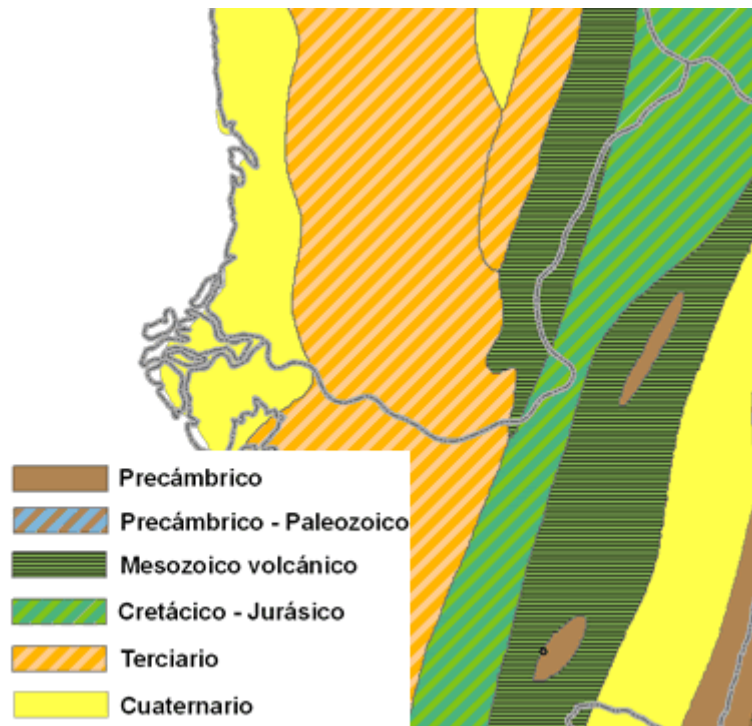 Precámbrico
Precámbrico - Paleozoico
Mesozoico volcánico
Cretácico - Jurásico
Terciario
Cuaternario